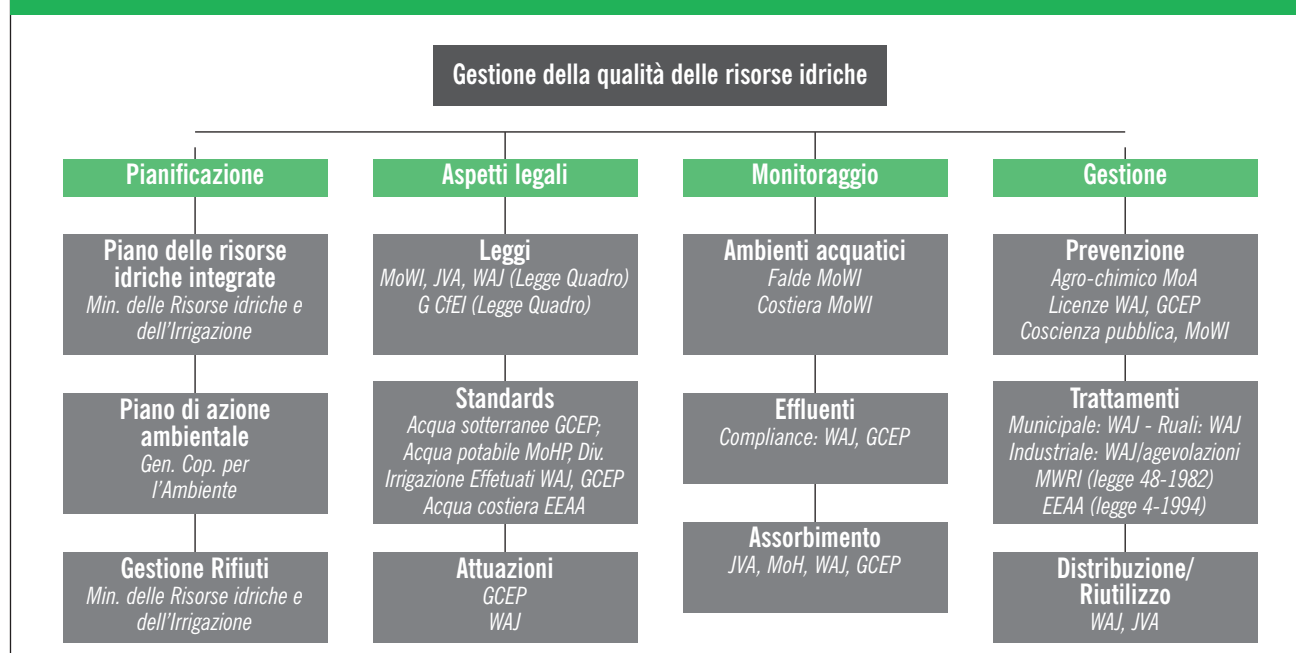 Gestione della qualità delle risorse idriche
Pianificazione
Piano delle risorse
idriche integrate
Min. delle Risorse idriche e
dell'Irrigazione
Piano di azione
ambientale
Gen. Cop. per
l'Ambiente
Gestione Rifiuti
Min. delle Risorse idriche e
dell'Irrigazione
Aspetti legali
Leggi
MoWI, JVA, WAJ (Legge Quadro)
G CfEI (Legge Quadro)
Standards
Acqua sotterranee GCEP;
Acqua potabile MoHP, Div.
Irrigazione Effetuati WAJ, GCEP
Acqua costiera EEAA
Attuazioni
GCEP
WAJ
Monitoraggio
Ambienti acquatici
Falde MoWI
Costiera MoWI
Effluenti
Compliance: WAJ, GCEP
Assorbimento
JVA, MoH, WAJ, GCEP
Gestione
Prevenzione
Agro-chimico MoA
Licenze WAJ, GCEP
Coscienza pubblica, MoWI
Trattamenti
Municipale: WAJ - Ruali: WAJ
Industriale: WAJ/agevolazioni
MWRI (legge 48-1982)
EEAA (legge 4-1994)
Distribuzione/
Riutilizzo
WAJ, JVA